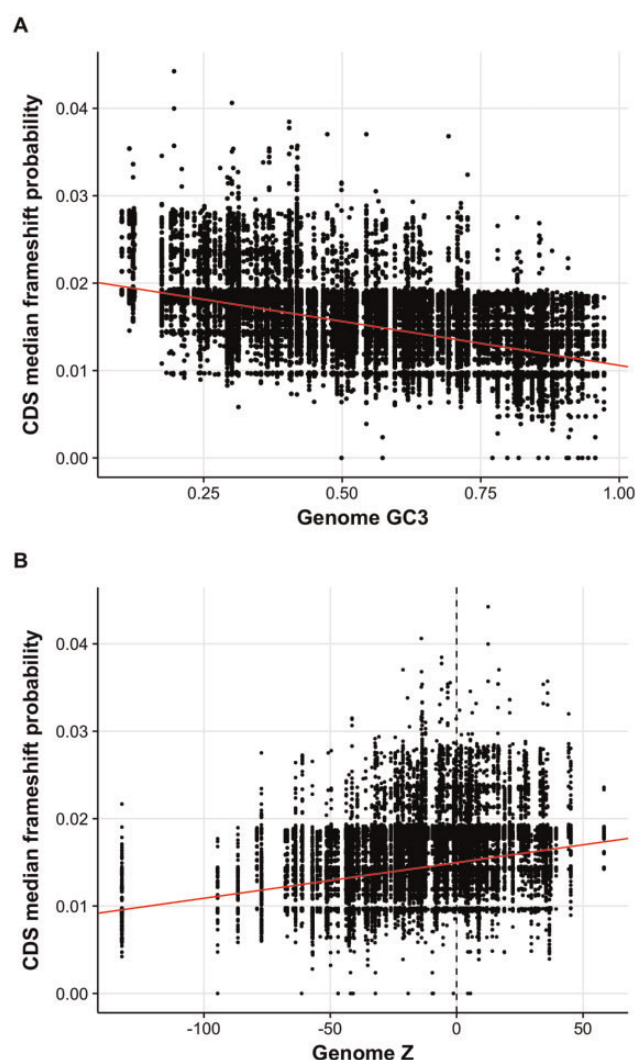 A
CDS median frameshift probability
0.04
0.03
0.02
0.01
0.00
0.25 0.50 0.75 1.00
Genome GC3
B
CDS median frameshift probability
0.04
0.03
0.02
0.01
0.00
-100 -50 0 50
Genome Z